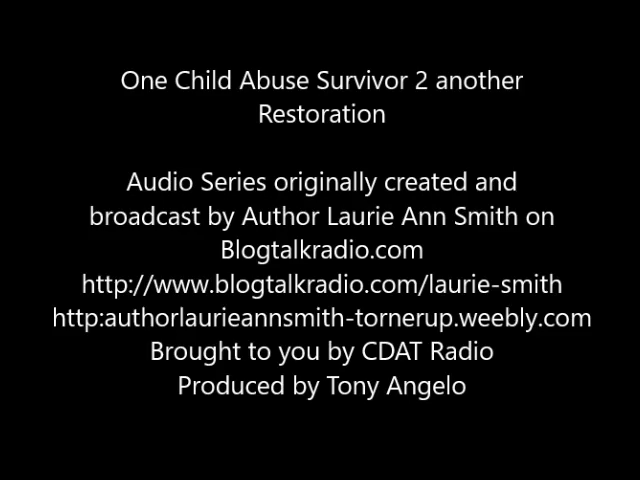 One Child Abuse Survivor 2 another
Restoration
Audio Series originally created and
broadcast by Author Laurie Ann Smith on
Blogtalkradio.com
http://www.blogtalkradio.com/laurie-smith
http:authorlaurieannsmith-tornerup.weebly.com
Brought to you by CDAT Radio
Produced by Tony Angelo